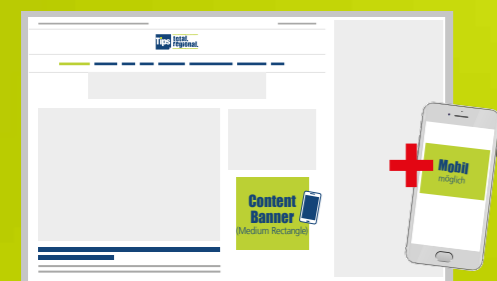 Tips total.
regional.
Content
Banner
(Medium Rectangle)
Mobil
möglich